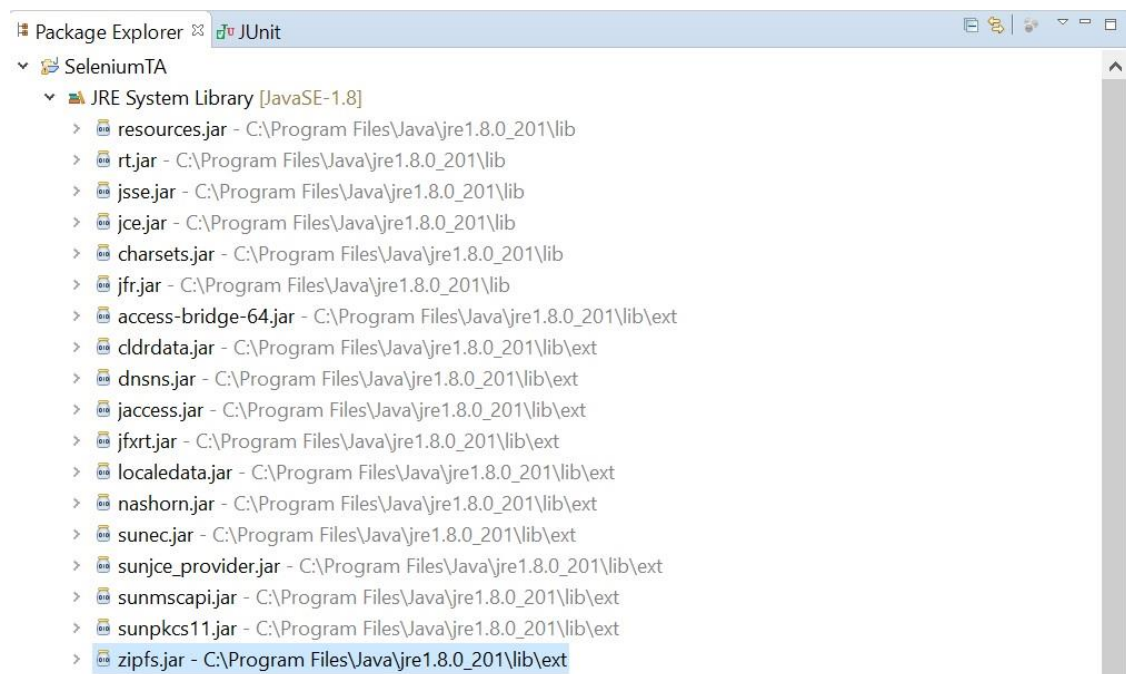 Package Explorer JUnit
SeleniumTA
JRE System Library [JavaSE-1.8]
resources.jar - C:\Program Files\Java\jre1.8.0_201\lib
rt.jar - C:\Program Files\Java\jre1.8.0_201\lib
jsse.jar - C:\Program Files\Java\jre1.8.0_201\lib
jce.jar - C:\Program Files\Java\jre1.8.0_201\lib
charsets.jar - C:\Program Files\Java\jre1.8.0_201\lib
jfr.jar - C:\Program Files\Java\jre1.8.0_201\lib
access-bridge-64.jar - C:\Program Files\Java\jre1.8.0_201\lib\ext
cldrdata.jar - C:\Program Files\Java\jre1.8.0_201\lib\ext
dnsns.jar - C:\Program Files\Java\jre1.8.0_201\lib\ext
jaccess.jar - C:\Program Files\Java\jre1.8.0_201\lib\ext
jfxrt.jar - C:\Program Files\Java\jre1.8.0_201\lib\ext
localedata.jar - C:\Program Files\Java\jre1.8.0_201\lib\ext
nashorn.jar - C:\Program Files\Java\jre1.8.0_201\lib\ext
sunec.jar - C:\Program Files\Java\jre1.8.0_201\lib\ext
sunjce_provider.jar - C:\Program Files\Java\jre1.8.0_201\lib\ext
sunmscapi.jar - C:\Program Files\Java\jre1.8.0_201\lib\ext
sunpkcs11.jar - C:\Program Files\Java\jre1.8.0_201\lib\ext
zipfs.jar - C:\Program Files\Java\jre1.8.0_201\lib\ext